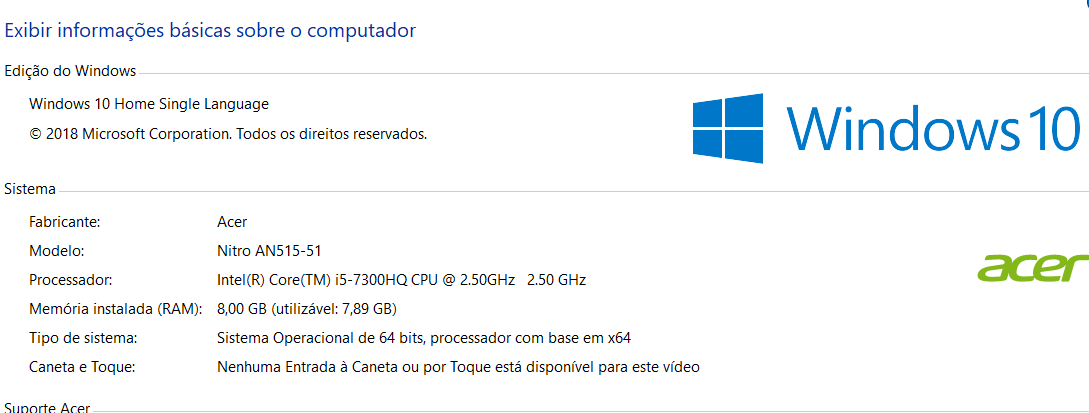 Exibir informações básicas sobre o computador
Edição do Windows
Windows 10 Home Single Language
© 2018 Microsoft Corporation. Todos os direitos reservados.
Windows 10
Sistema
Fabricante: Acer
Modelo: Nitro AN515-51
Processador: Intel(R) Core(TM) i5-7300HQ CPU @ 2.50GHz 2.50 GHz
acer
Memória instalada (RAM): 8,00 GB (utilizável: 7,89 GB)
Tipo de sistema: Sistema Operacional de 64 bits, processador com base em x64
Caneta e Toque: Nenhuma Entrada à Caneta ou por Toque está disponível para este vídeo
Suporte Acer